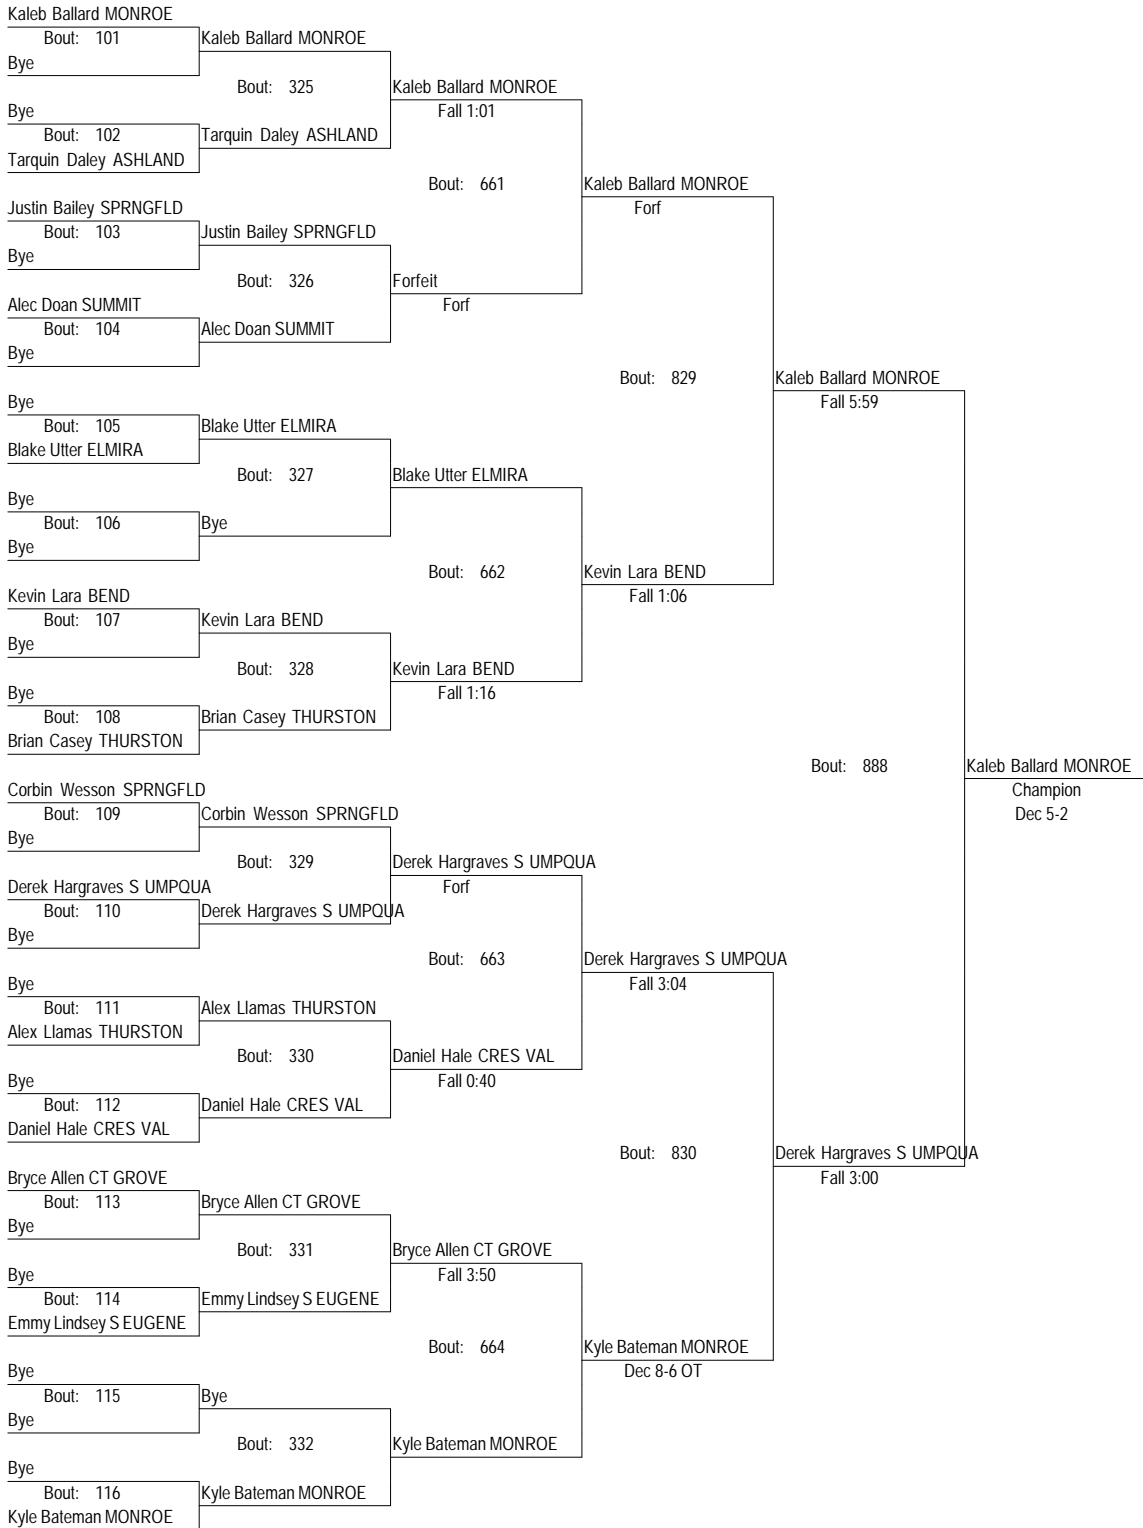 Kaleb Ballard MONROE
Bout: 101
Kaleb Ballard MONROE
Bye
Bout: 325
Kaleb Ballard MONROE
Bye
Fall 1:01
Bout: 102
Tarquin Daley ASHLAND
Tarquin Daley ASHLAND
Bout: 661
Kaleb Ballard MONROE
Justin Bailey SPRNGFLD
Forf
Bout: 103
Justin Bailey SPRNGFLD
Bye
Bout: 326
Forfeit
Alec Doan SUMMIT
Forf
Bout: 104
Alec Doan SUMMIT
Bye
Bout: 829
Kaleb Ballard MONROE
Bye
Fall 5:59
Bout: 105
Blake Utter ELMIRA
Blake Utter ELMIRA
Bout: 327
Blake Utter ELMIRA
Bye
Bout: 106
Bye
Bye
Bout: 662
Kevin Lara BEND
Kevin Lara BEND
Fall 1:06
Bout: 107
Kevin Lara BEND
Bye
Bout: 328
Kevin Lara BEND
Bye
Fall 1:16
Bout: 108
Brian Casey THURSTON
Brian Casey THURSTON
Bout: 888
Kaleb Ballard MONROE
Corbin Wesson SPRNGFLD
Champion
Bout: 109
Corbin Wesson SPRNGFLD
Dec 5-2
Bye
Bout: 329
Derek Hargraves S UMPQUA
Derek Hargraves S UMPQUA
Forf
Bout: 110
Derek Hargraves S UMPQUA
Bye
Bout: 663
Derek Hargraves S UMPQUA
Bye
Fall 3:04
Bout: 111
Alex Llamas THURSTON
Alex Llamas THURSTON
Bout: 330
Daniel Hale CRES VAL
Bye
Fall 0:40
Bout: 112
Daniel Hale CRES VAL
Daniel Hale CRES VAL
Bout: 830
Derek Hargraves S UMPQUA
Bryce Allen CT GROVE
Fall 3:00
Bout: 113
Bryce Allen CT GROVE
Bye
Bout: 331
Bryce Allen CT GROVE
Bye
Fall 3:50
Bout: 114
Emmy Lindsey S EUGENE
Emmy Lindsey S EUGENE
Bout: 664
Kyle Bateman MONROE
Bye
Dec 8-6 OT
Bout: 115
Bye
Bye
Bout: 332
Kyle Bateman MONROE
Bye
Bout: 116
Kyle Bateman MONROE
Kyle Bateman MONROE